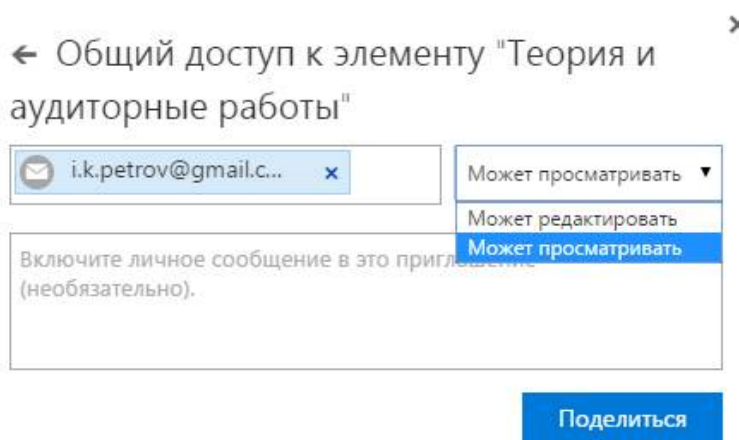 ← Общий доступ к элементу "Теория и
аудиторные работы"
i.k.petrov@gmail.c... ×
Может просматривать ▼
Может редактировать
Может просматривать
Включите личное сообщение в это приглашение
(необязательно).
Поделиться